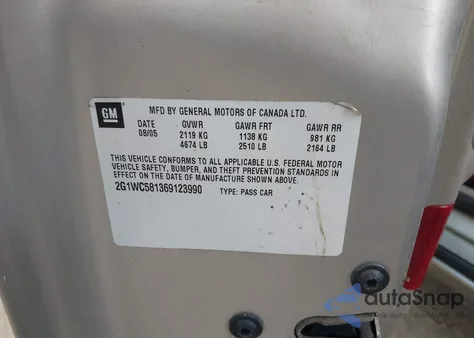 GM
MFD BY GENERAL MOTORS OF CANADA LTD.
DATE GVWR GAWR FRT GAWR RR
08/05 2119 KG 1138 KG 981 KG
4674 LB 2510 LB 2164 LB
THIS VEHICLE CONFORMS TO ALL APPLICABLE U.S. FEDERAL MOTOR
VEHICLE SAFETY, BUMPER, AND THEFT PREVENTION STANDARDS IN
EFFECT ON THE DATE OF MANUFACTURE SHOWN ABOVE.
2G1WC581369123990 TYPE: PASS CAR
autaSnap